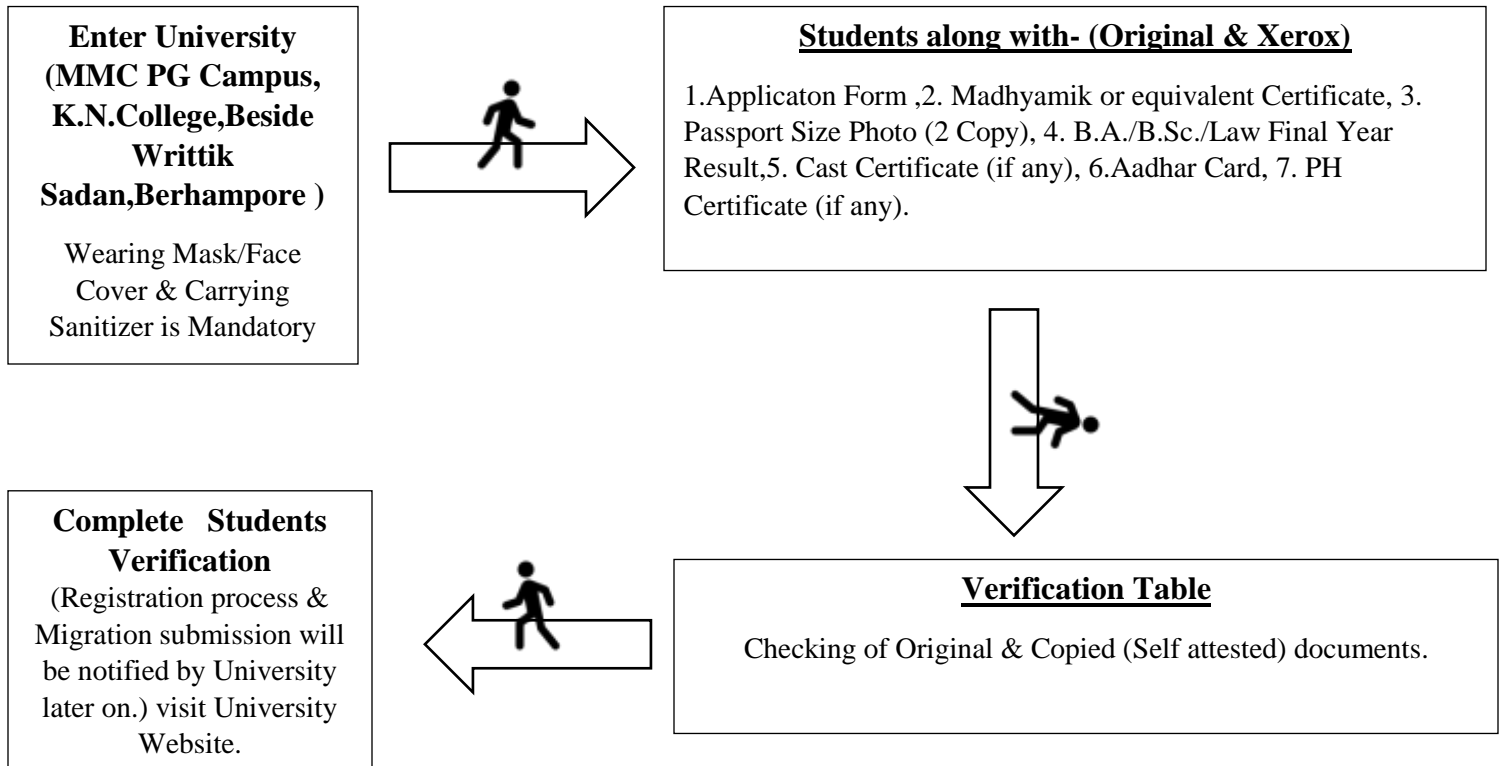 Enter University
(MMC PG Campus,
K.N.College,Beside
Writtik
Sadan,Berhampore )
Wearing Mask/Face
Cover & Carrying
Sanitizer is Mandatory
Students along with- (Original & Xerox)
1.Applicaton Form ,2. Madhyamik or equivalent Certificate, 3.
Passport Size Photo (2 Copy), 4. B.A./B.Sc./Law Final Year
Result,5. Cast Certificate (if any), 6.Aadhar Card, 7. PH
Certificate (if any).
Verification Table
Checking of Original & Copied (Self attested) documents.
Complete Students
Verification
(Registration process &
Migration submission will
be notified by University
later on.) visit University
Website.